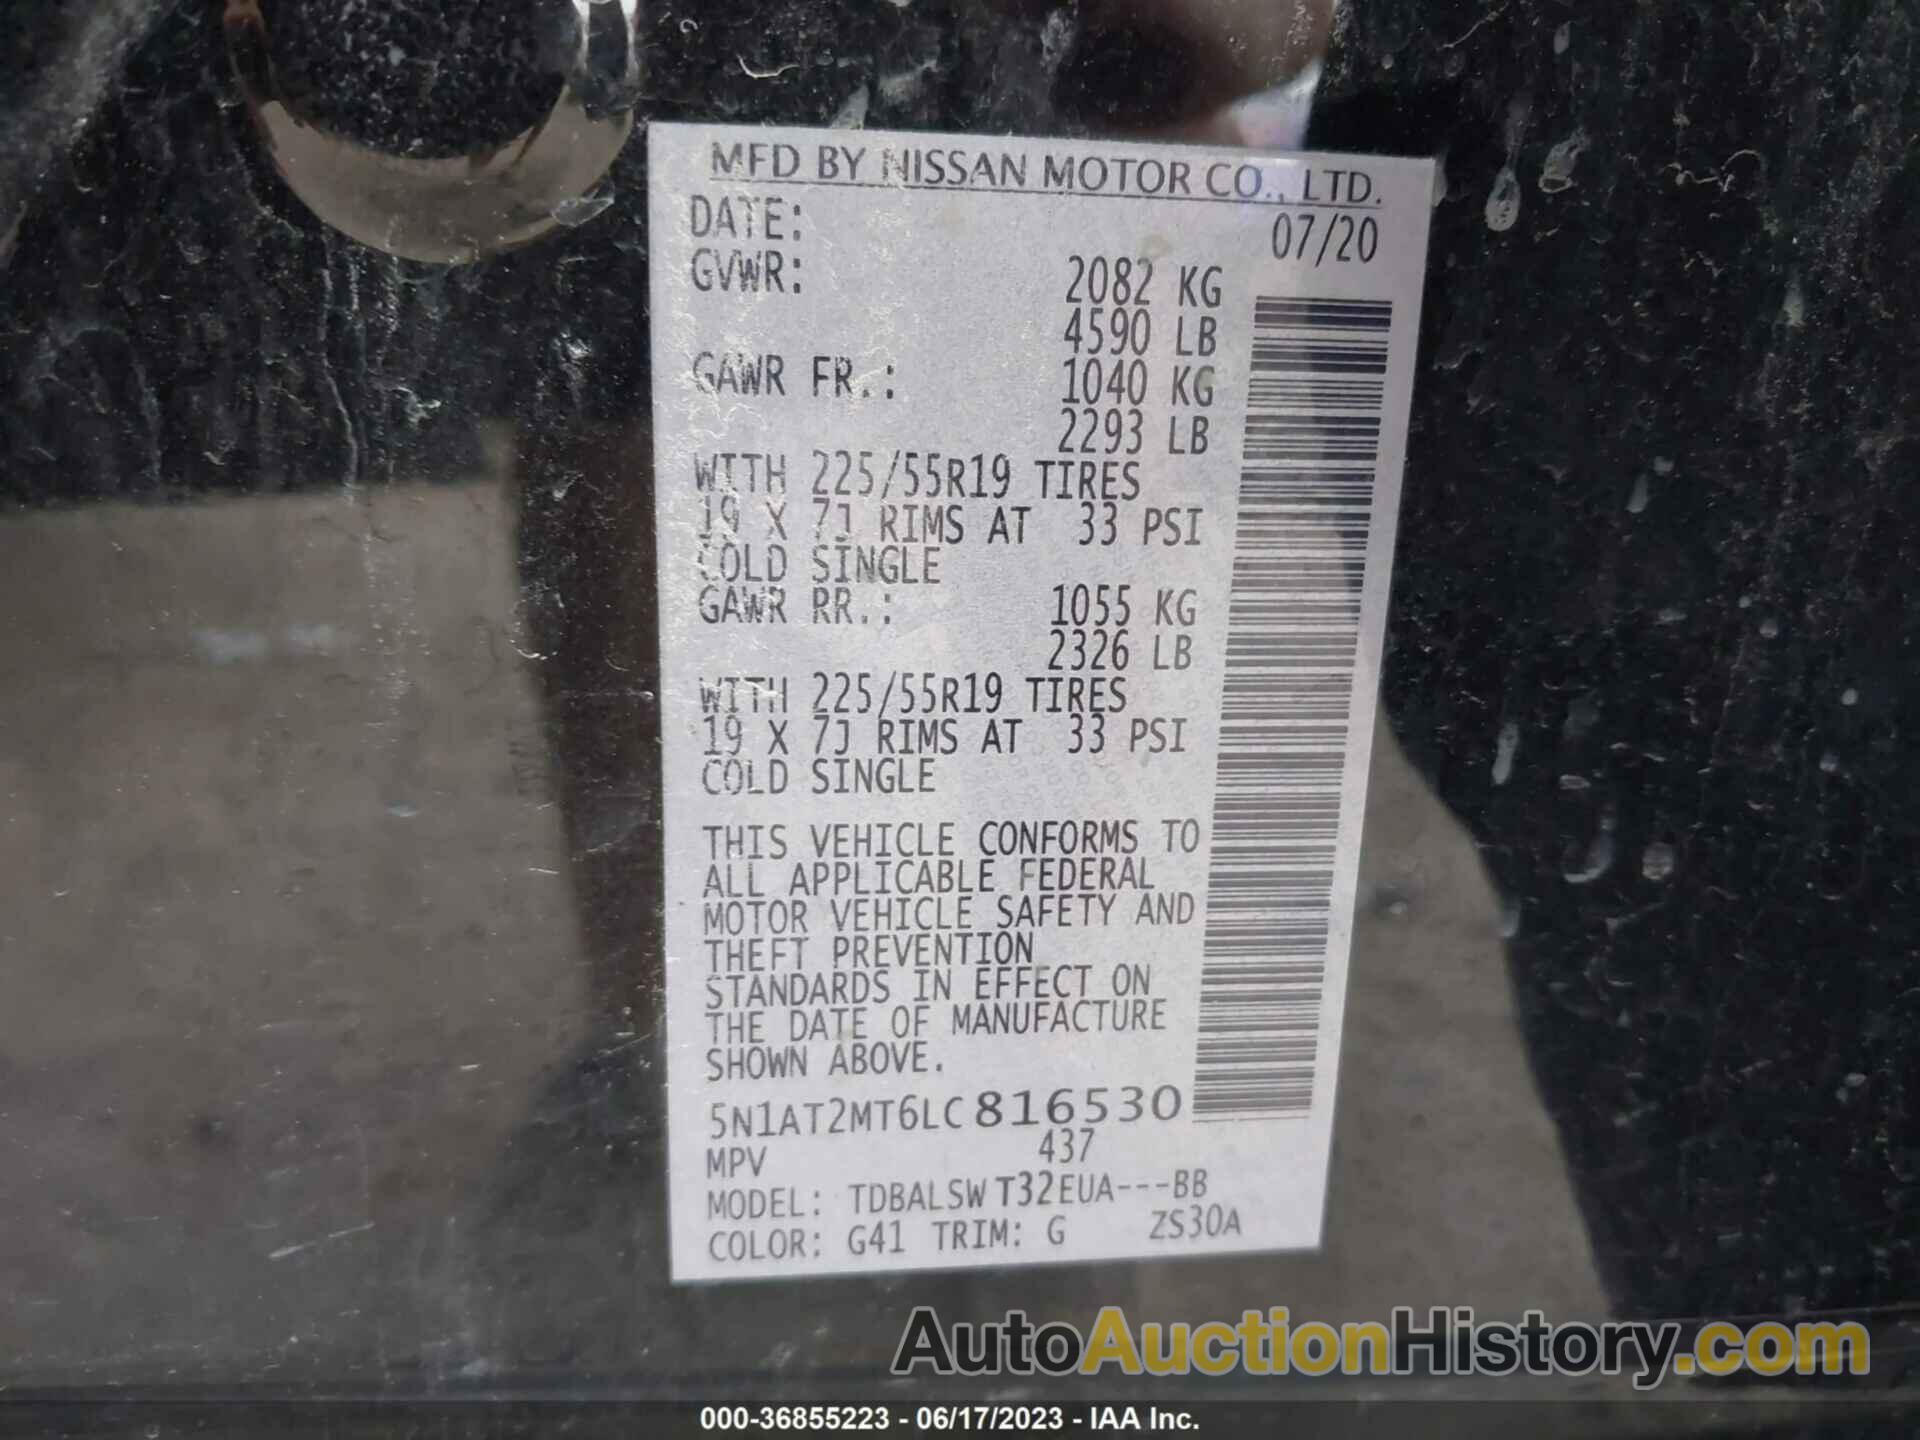 MFD BY NISSAN MOTOR CO., LTD.
DATE: 07/20
GVWR: 2082 KG
4590 LB
GAWR FR.: 1040 KG
2293 LB
WITH 225/55R19 TIRES
19 X 7J RIMS AT 33 PSI
COLD SINGLE
GAWR RR.: 1055 KG
2326 LB
WITH 225/55R19 TIRES
19 X 7J RIMS AT 33 PSI
COLD SINGLE
THIS VEHICLE CONFORMS TO
ALL APPLICABLE FEDERAL
MOTOR VEHICLE SAFETY AND
THEFT PREVENTION
STANDARDS IN EFFECT ON
THE DATE OF MANUFACTURE
SHOWN ABOVE.
5N1AT2MT6LC816530
MPV 437
MODEL: TDBALSW T32EUA---BB
COLOR: G41 TRIM: G ZS30A
AutoAuctionHistory.com
000-36855223 - 06/17/2023 - IAA Inc.